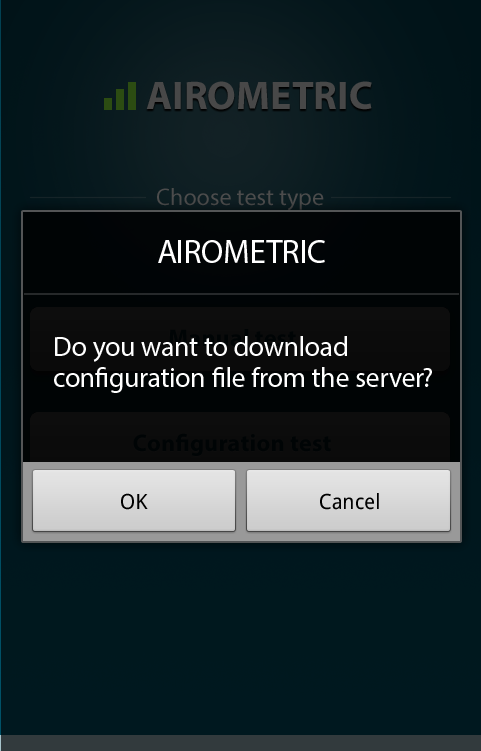 AIROMETRIC
Choose test type
AIROMETRIC
Manual test
Do you want to download
configuration file from the server?
Configuration test
OK
Cancel